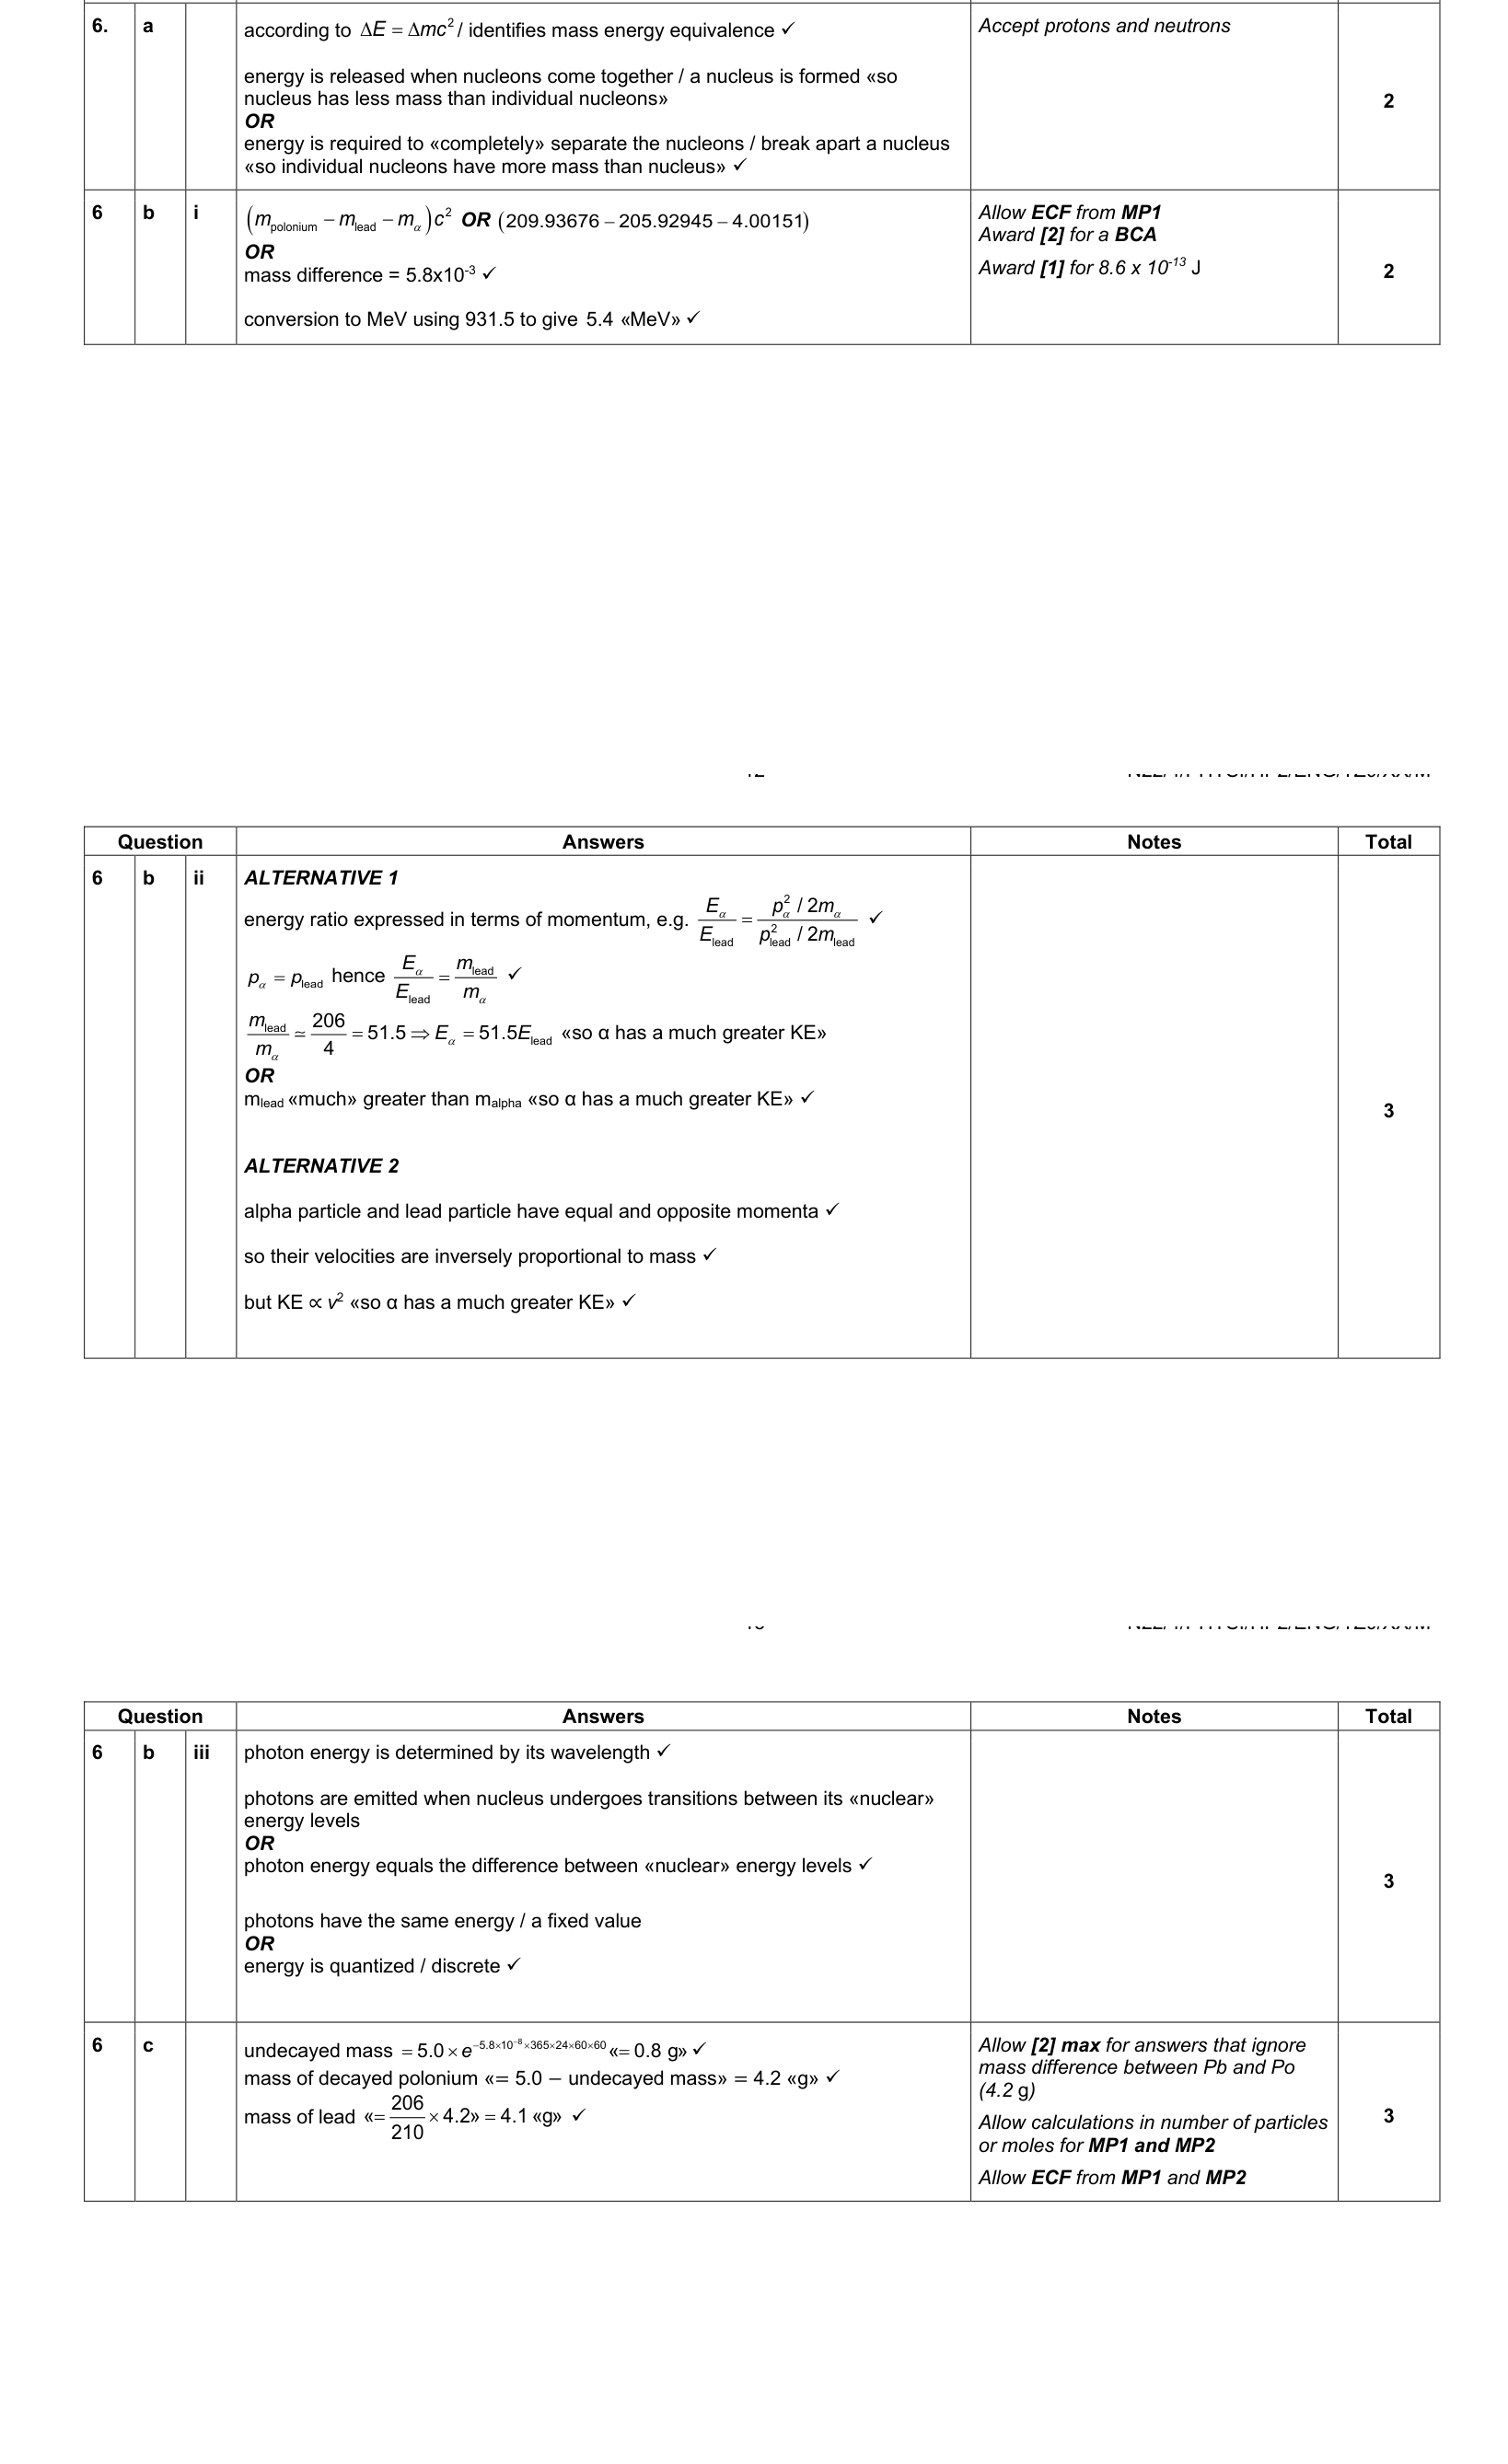 6. a according to ΔE = Δmc² / identifies mass energy equivalence ✓ Accept protons and neutrons
energy is released when nucleons come together / a nucleus is formed «so
nucleus has less mass than individual nucleons»
OR
energy is required to «completely» separate the nucleons / break apart a nucleus
«so individual nucleons have more mass than nucleus» ✓
2
6 b i (m_polonium − m_lead − m_α)c² OR (209.93676 − 205.92945 − 4.00151)
OR
mass difference = 5.8x10⁻³ ✓
conversion to MeV using 931.5 to give 5.4 «MeV» ✓
Allow ECF from MP1
Award [2] for a BCA
Award [1] for 8.6 x 10⁻¹³ J
2
Question Answers Notes Total
6 b ii ALTERNATIVE 1
energy ratio expressed in terms of momentum, e.g. E_α / E_lead = (p_α² / 2m_α) / (p_lead² / 2m_lead) ✓
p_α = p_lead hence E_α / E_lead = m_lead / m_α ✓
m_lead / m_α ≃ 206 / 4 = 51.5 ⇒ E_α = 51.5E_lead «so α has a much greater KE»
OR
m_lead «much» greater than m_alpha «so α has a much greater KE» ✓
ALTERNATIVE 2
alpha particle and lead particle have equal and opposite momenta ✓
so their velocities are inversely proportional to mass ✓
but KE ∝ v² «so α has a much greater KE» ✓
3
Question Answers Notes Total
6 b iii photon energy is determined by its wavelength ✓
photons are emitted when nucleus undergoes transitions between its «nuclear»
energy levels
OR
photon energy equals the difference between «nuclear» energy levels ✓
photons have the same energy / a fixed value
OR
energy is quantized / discrete ✓
3
6 c undecayed mass = 5.0 × e^(−5.8×10⁻⁸×365×24×60×60) «= 0.8 g» ✓
mass of decayed polonium «= 5.0 − undecayed mass» = 4.2 «g» ✓
mass of lead «= 206/210 × 4.2» = 4.1 «g» ✓
Allow [2] max for answers that ignore
mass difference between Pb and Po
(4.2 g)
Allow calculations in number of particles
or moles for MP1 and MP2
Allow ECF from MP1 and MP2
3